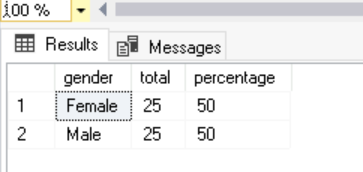 100 %
Results Messages
gender total percentage
1 Female 25 50
2 Male 25 50